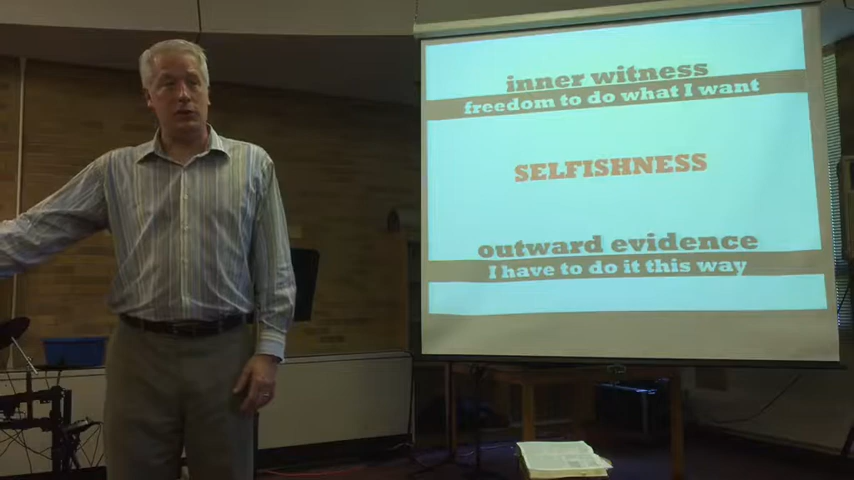 inner witness
freedom to do what I want
SELFISHNESS
outward evidence
I have to do it this way